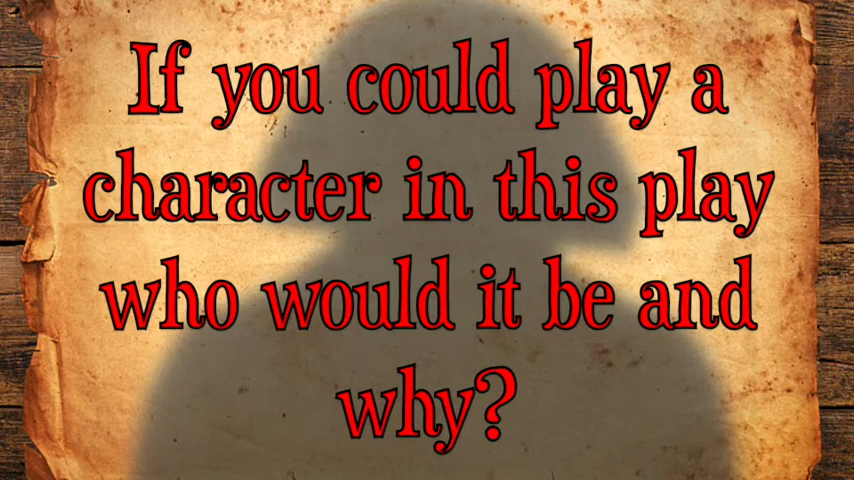 If you could play a
character in this play
who would it be and
why?